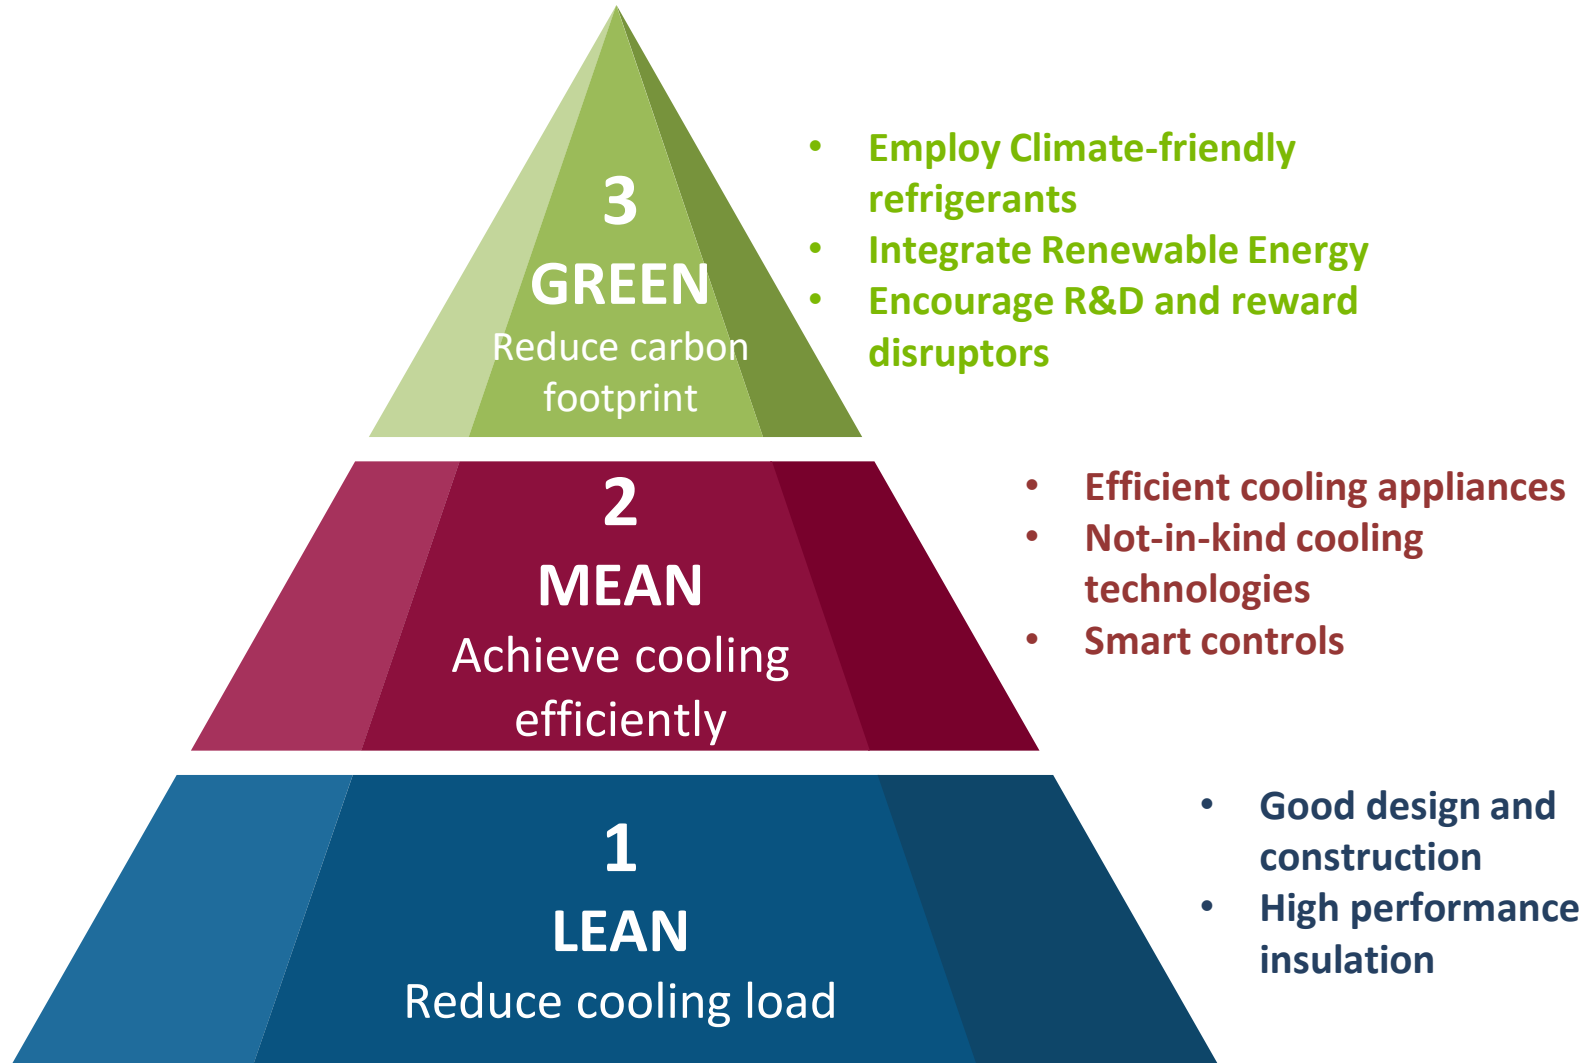 3
GREEN
Reduce carbon
footprint
• Employ Climate-friendly
refrigerants
• Integrate Renewable Energy
• Encourage R&D and reward
disruptors
2
MEAN
Achieve cooling
efficiently
• Efficient cooling appliances
• Not-in-kind cooling
technologies
• Smart controls
1
LEAN
Reduce cooling load
• Good design and
construction
• High performance
insulation